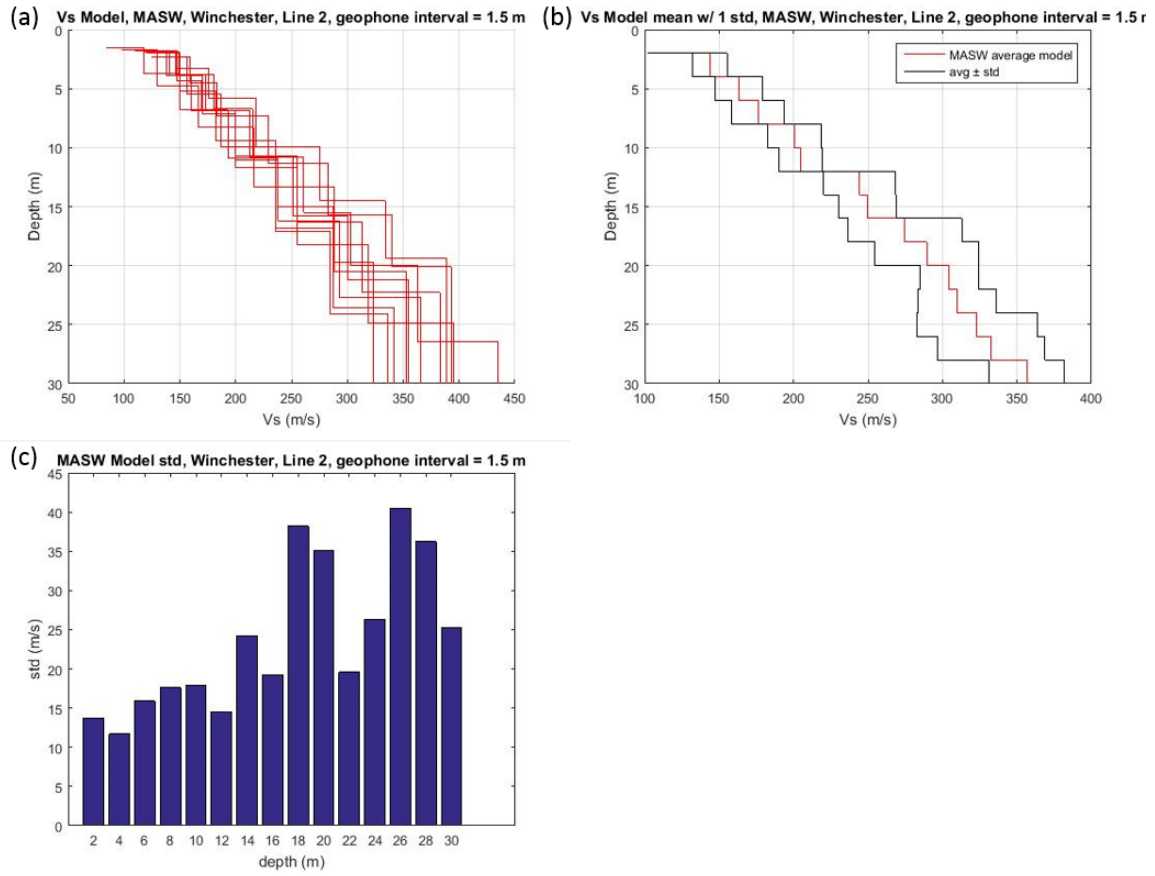 (a)
Vs Model, MASW, Winchester, Line 2, geophone interval = 1.5 m
0
5
10
15
20
25
30
Depth (m)
50 100 150 200 250 300 350 400 450
Vs (m/s)
(b)
Vs Model mean w/ 1 std, MASW, Winchester, Line 2, geophone interval = 1.5 r
MASW average model
avg ± std
0
5
10
15
20
25
30
Depth (m)
100 150 200 250 300 350 400
Vs (m/s)
(c)
MASW Model std, Winchester, Line 2, geophone interval = 1.5 m
45
40
35
30
25
20
15
10
5
0
std (m/s)
2 4 6 8 10 12 14 16 18 20 22 24 26 28 30
depth (m)